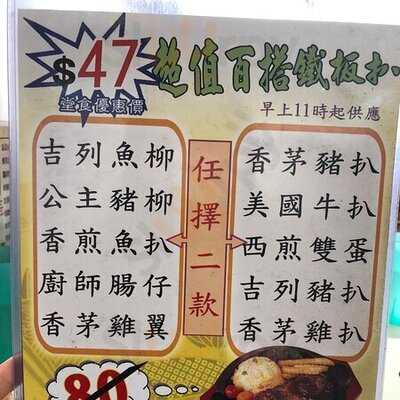 $47 超值百搭鐵板扒
堂食優惠價
早上11時起供應
吉列魚柳
公主豬柳
香煎魚扒
廚師腸仔
香茅雞翼
任擇二款
香茅豬扒
美國牛扒
西煎雙蛋
吉列豬扒
香茅雞扒
80